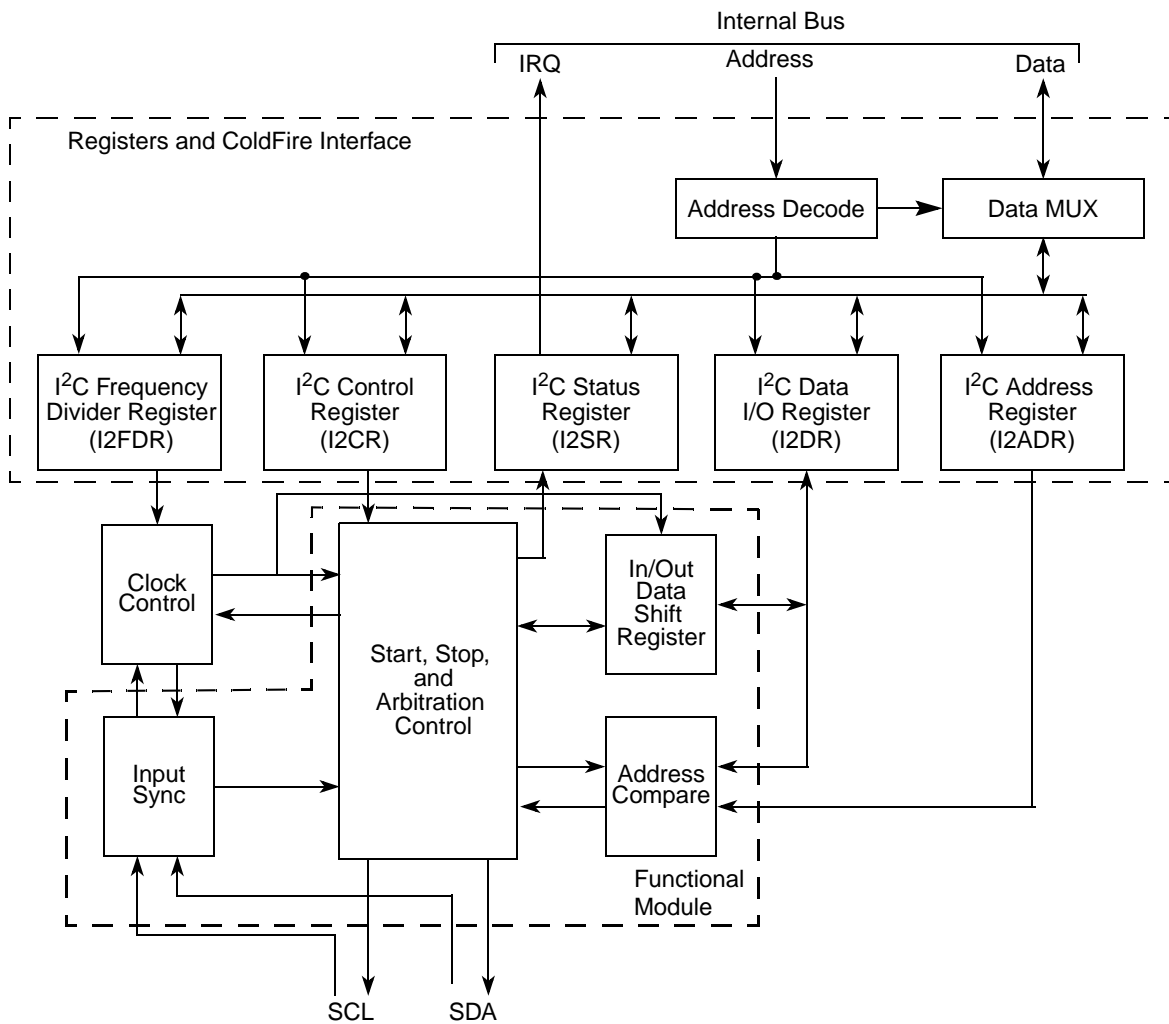 Internal Bus
IRQ
Address
Data
Registers and ColdFire Interface
Address Decode
Data MUX
I²C Frequency
Divider Register
(I2FDR)
I²C Control
Register
(I2CR)
I²C Status
Register
(I2SR)
I²C Data
I/O Register
(I2DR)
I²C Address
Register
(I2ADR)
Clock
Control
In/Out
Data
Shift
Register
Start, Stop,
and
Arbitration
Control
Input
Sync
Address
Compare
Functional
Module
SCL
SDA